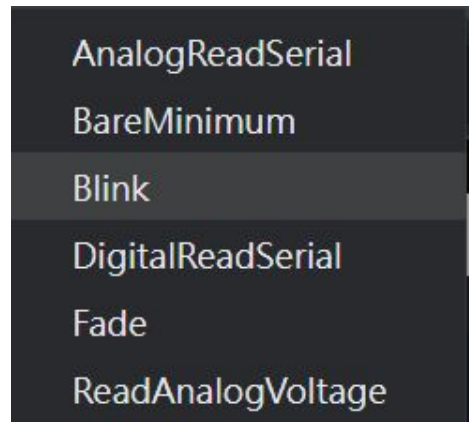 AnalogReadSerial
BareMinimum
Blink
DigitalReadSerial
Fade
ReadAnalogVoltage